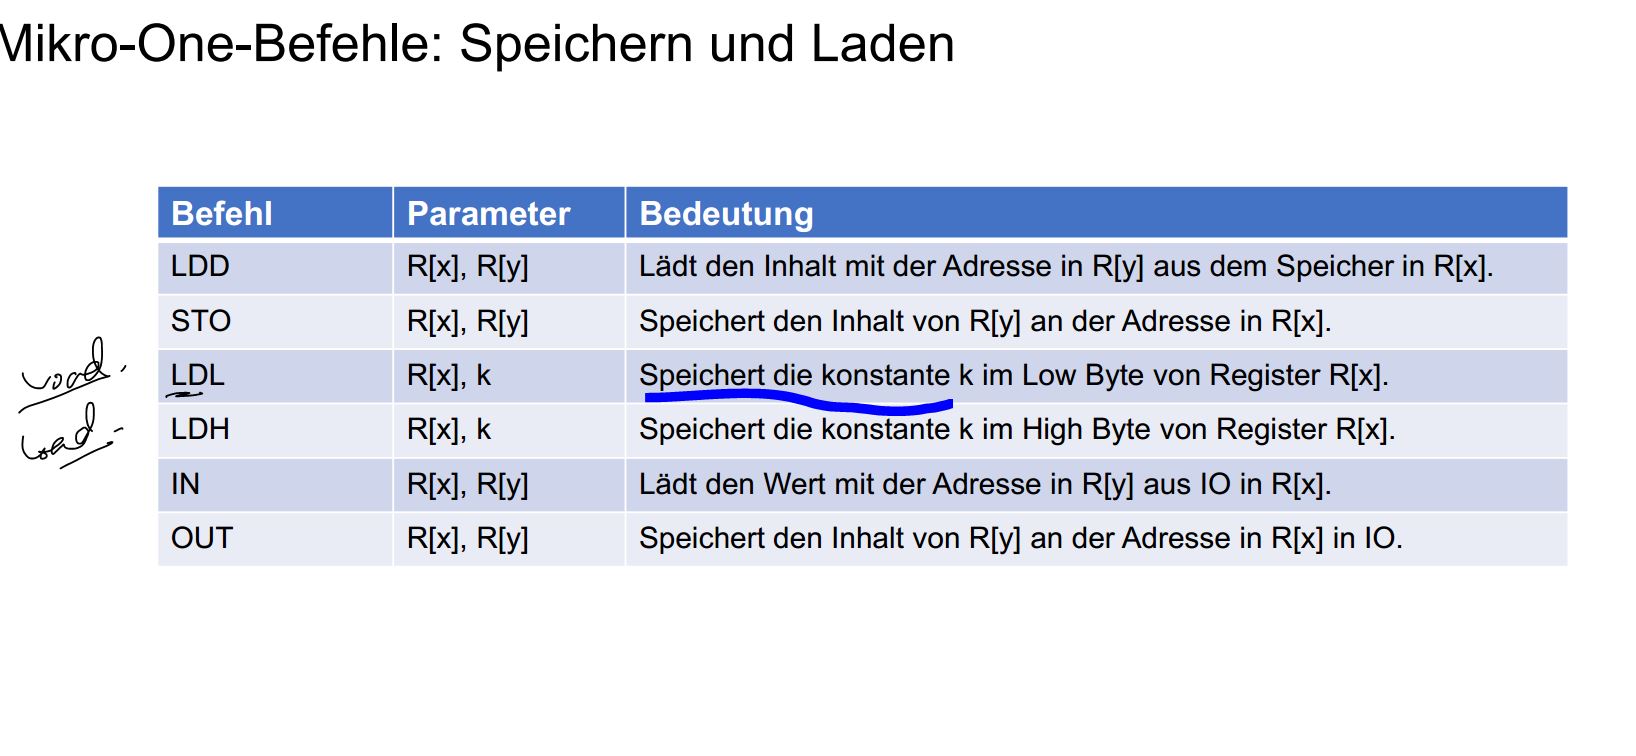 Mikro-One-Befehle: Speichern und Laden
Befehl Parameter Bedeutung
LDD R[x], R[y] Lädt den Inhalt mit der Adresse in R[y] aus dem Speicher in R[x].
STO R[x], R[y] Speichert den Inhalt von R[y] an der Adresse in R[x].
load.
LDL R[x], k Speichert die konstante k im Low Byte von Register R[x].
load.
LDH R[x], k Speichert die konstante k im High Byte von Register R[x].
IN R[x], R[y] Lädt den Wert mit der Adresse in R[y] aus IO in R[x].
OUT R[x], R[y] Speichert den Inhalt von R[y] an der Adresse in R[x] in IO.